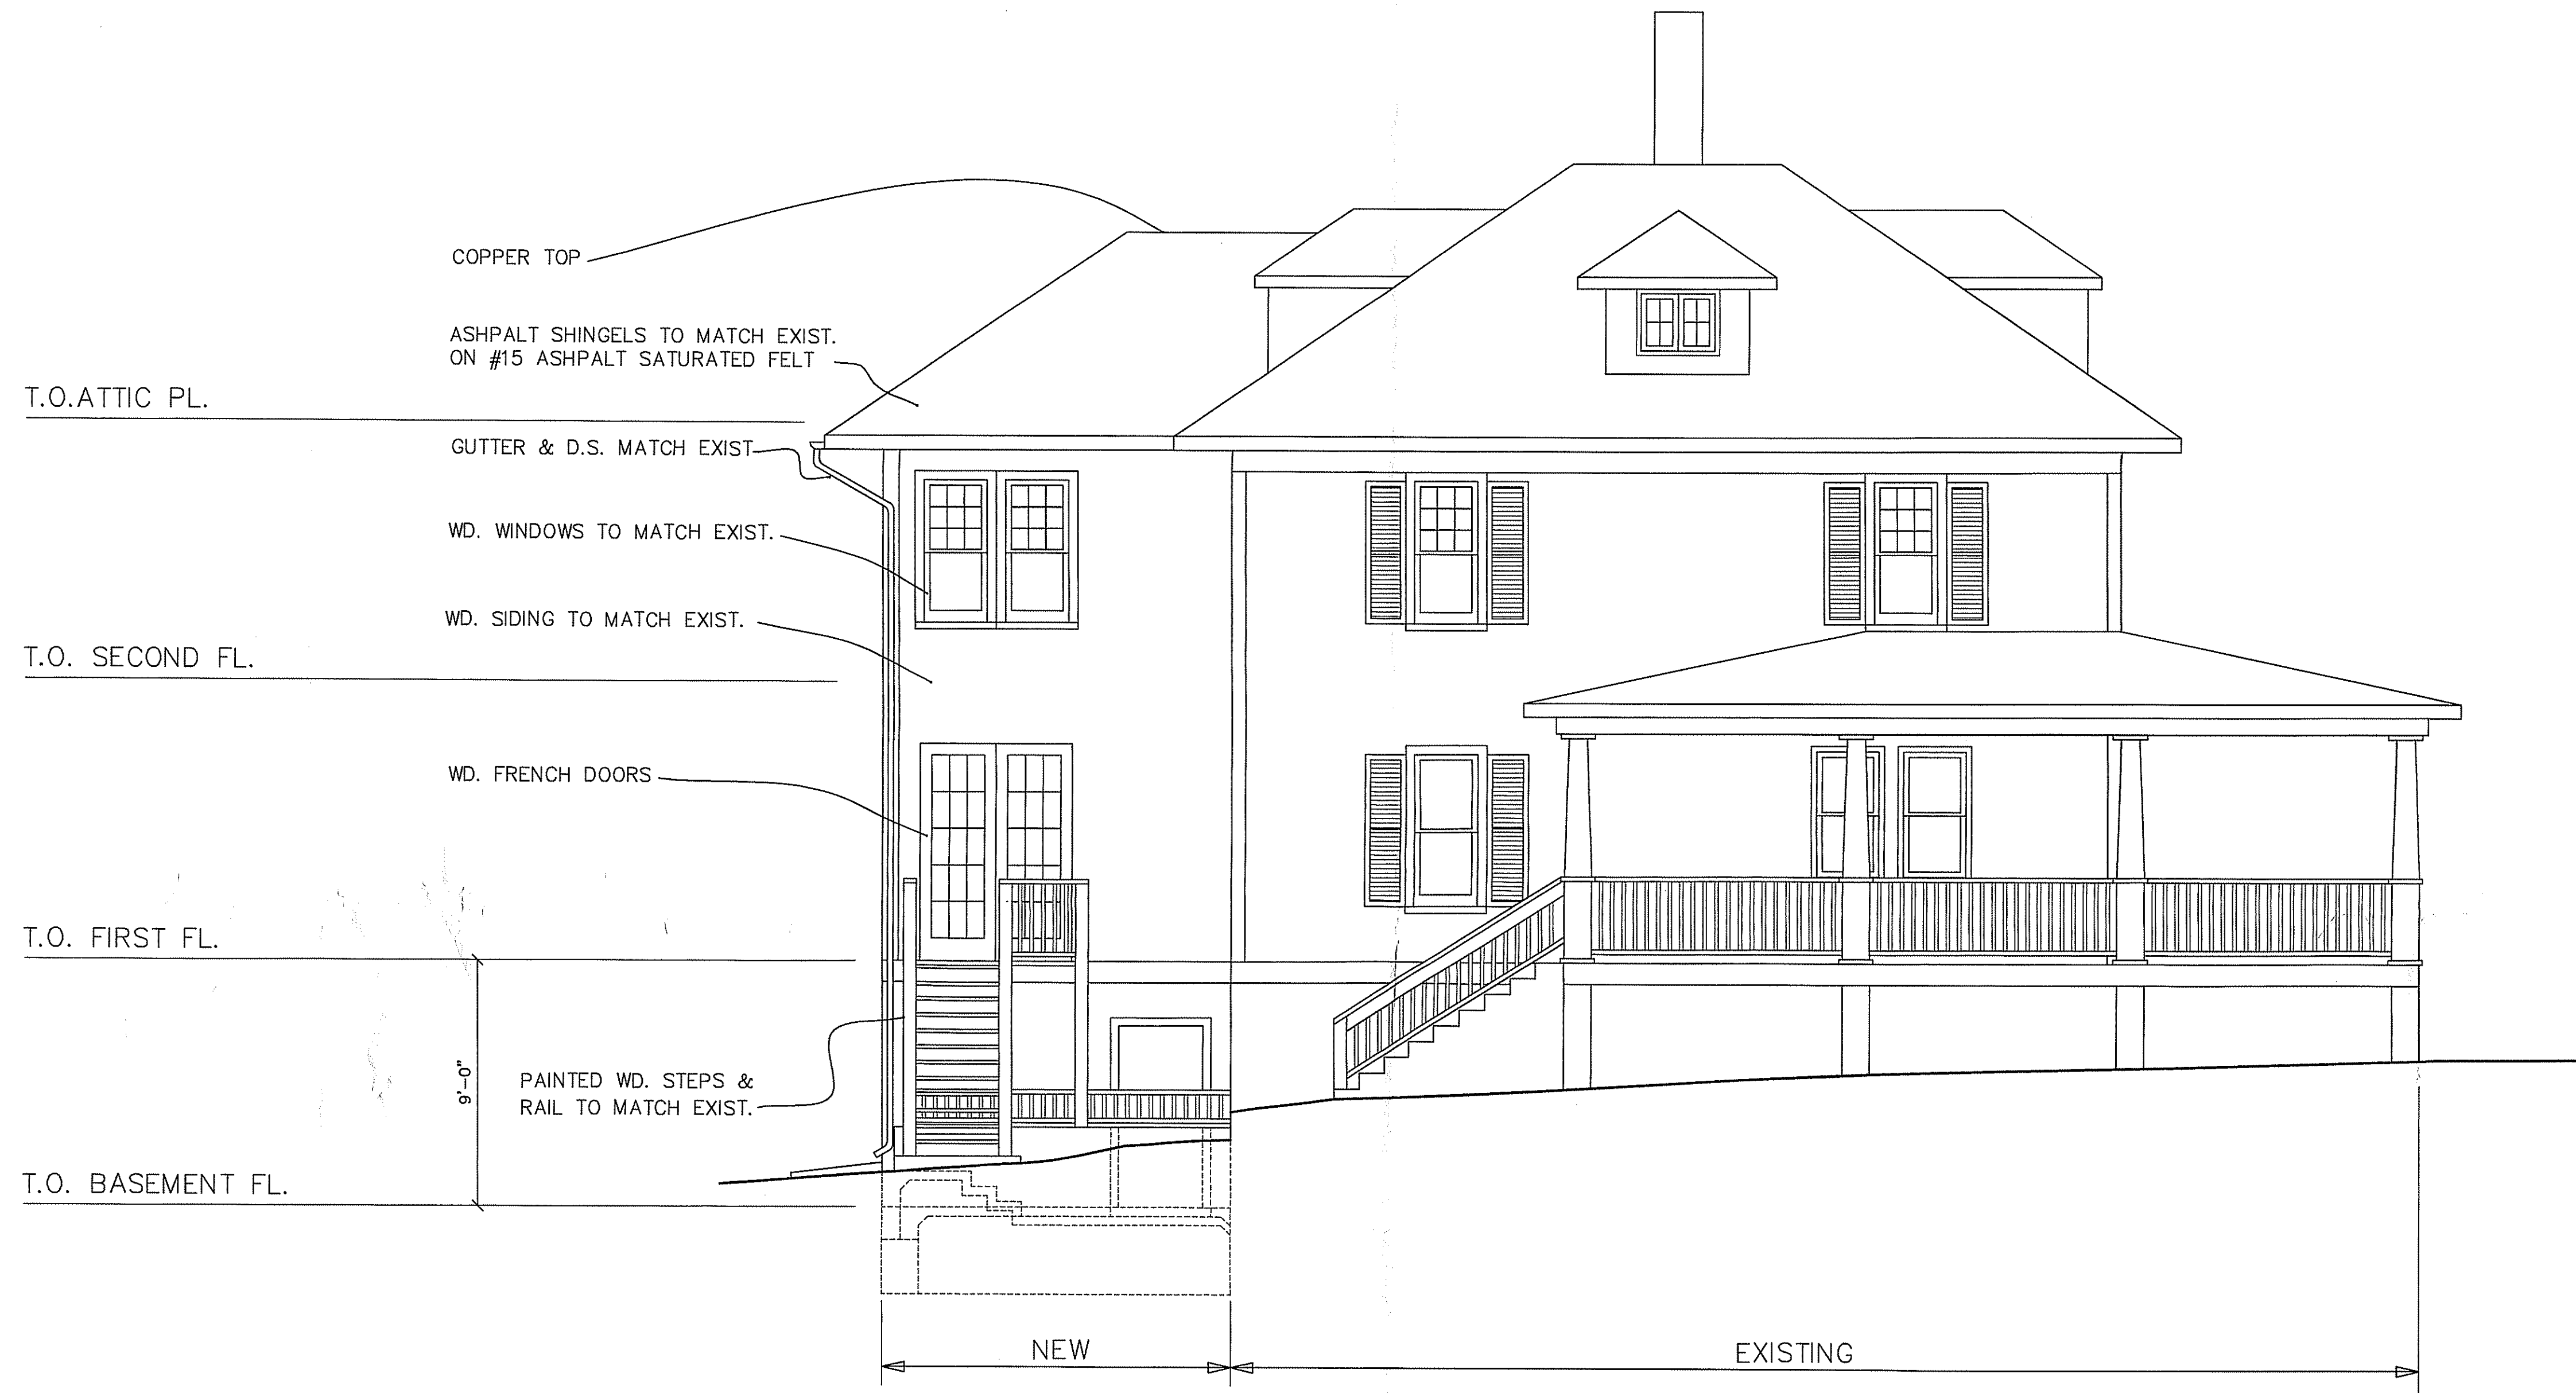 COPPER TOP
ASHPALT SHINGELS TO MATCH EXIST.
ON #15 ASHPALT SATURATED FELT
T.O.ATTIC PL.
GUTTER & D.S. MATCH EXIST
WD. WINDOWS TO MATCH EXIST.
WD. SIDING TO MATCH EXIST.
T.O. SECOND FL.
WD. FRENCH DOORS
T.O. FIRST FL.
9'-0"
PAINTED WD. STEPS &
RAIL TO MATCH EXIST.
T.O. BASEMENT FL.
NEW
EXISTING